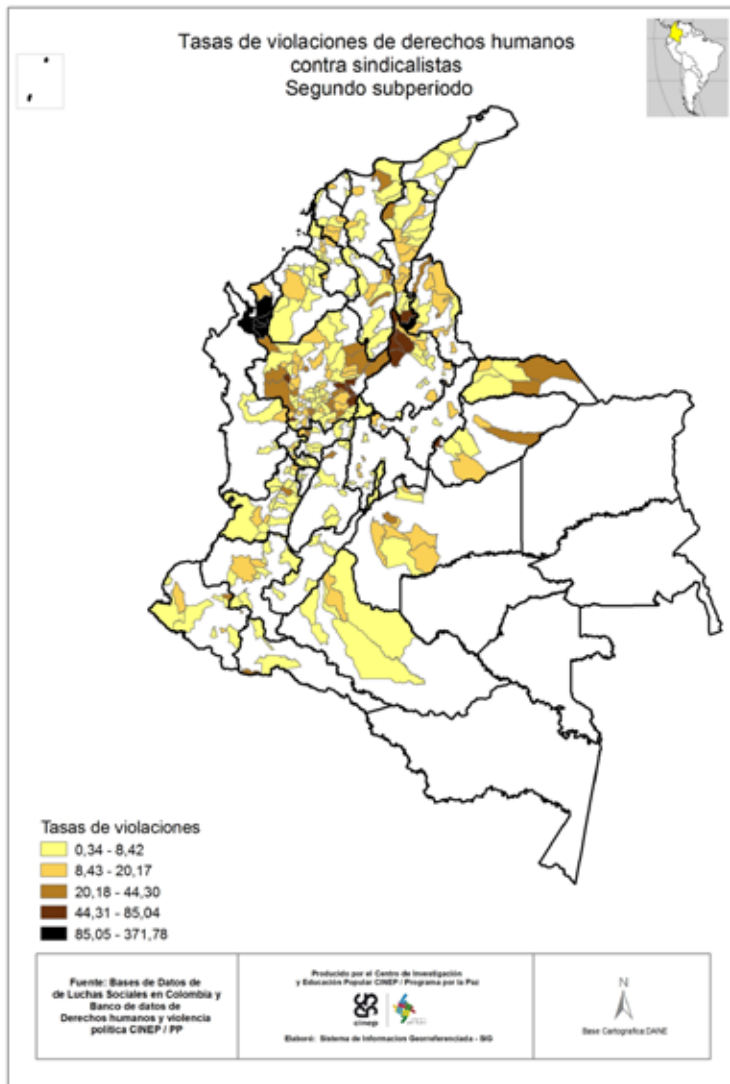 Tasas de violaciones de derechos humanos
contra sindicalistas
Segundo subperiodo
Tasas de violaciones
0,34 - 8,42
8,43 - 20,17
20,18 - 44,30
44,31 - 85,04
85,05 - 371,78
Fuente: Bases de Datos de
de Luchas Sociales en Colombia y
Banco de datos de
Derechos humanos y violencia
política CINEP / PP
Producido por el Centro de Investigación
y Educación Popular CINEP / Programa por la Paz
cinep
Elaboró: Sistema de Informacion Georreferenciada - SIG
N
Base Cartografica:DANE